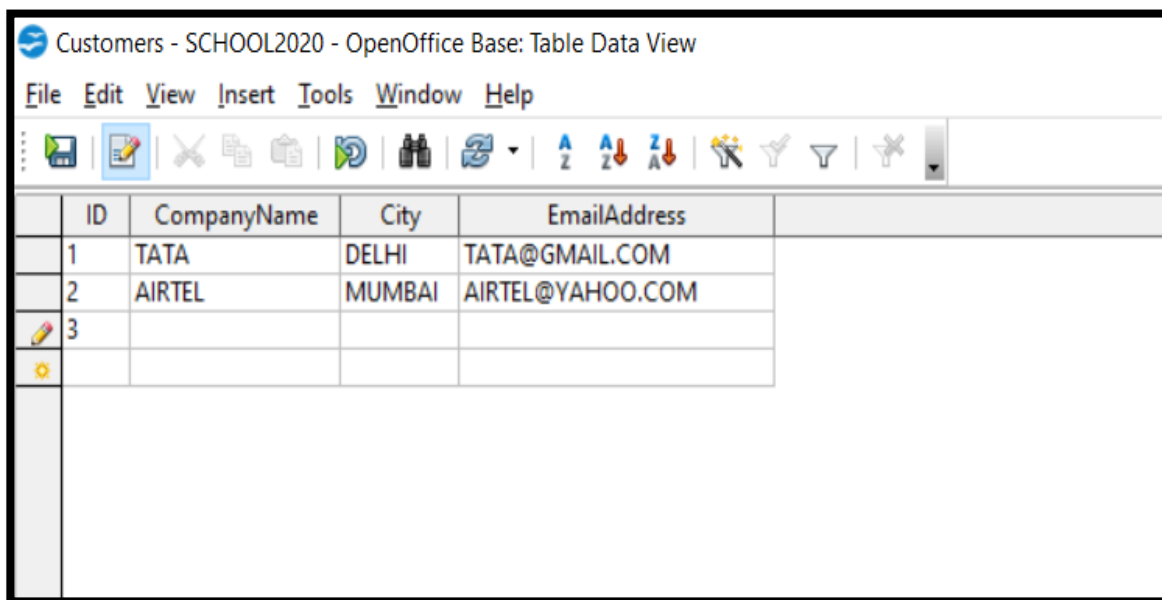 Customers - SCHOOL2020 - OpenOffice Base: Table Data View
File Edit View Insert Tools Window Help
ID CompanyName City EmailAddress
1 TATA DELHI TATA@GMAIL.COM
2 AIRTEL MUMBAI AIRTEL@YAHOO.COM
3